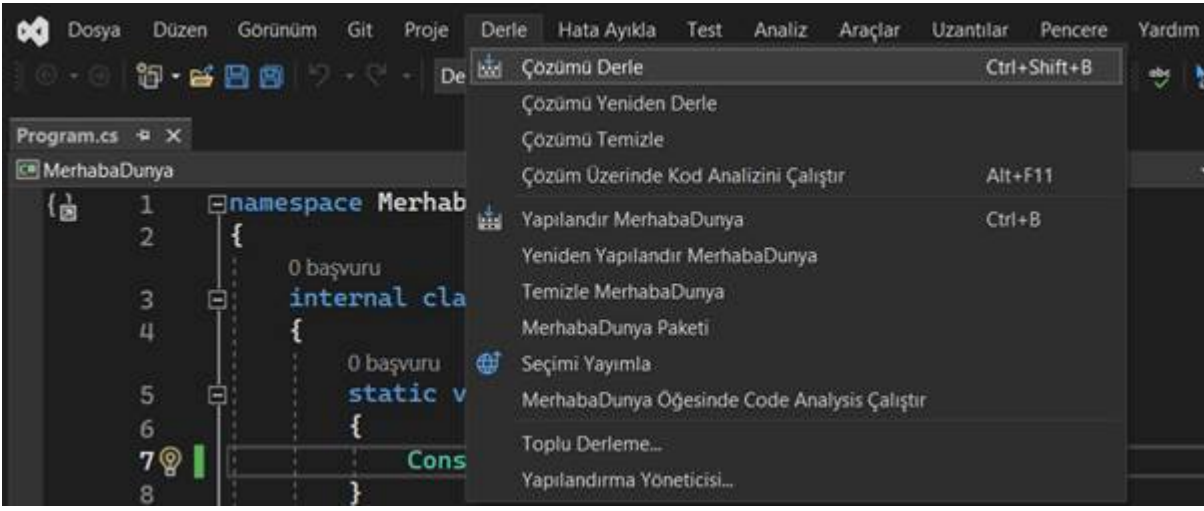 Dosya Düzen Görünüm Git Proje Derle Hata Ayıkla Test Analiz Araçlar Uzantılar Pencere Yardım
De
abc
Çözümü Derle Ctrl+Shift+B
Çözümü Yeniden Derle
Çözümü Temizle
Çözüm Üzerinde Kod Analizini Çalıştır Alt+F11
Yapılandır MerhabaDunya Ctrl+B
Yeniden Yapılandır MerhabaDunya
Temizle MerhabaDunya
MerhabaDunya Paketi
Seçimi Yayımla
MerhabaDunya Öğesinde Code Analysis Çalıştır
Toplu Derleme...
Yapılandırma Yöneticisi...
Program.cs
C# MerhabaDunya
1 namespace Merhab
2 {
0 başvuru
3 internal cla
4 {
0 başvuru
5 static v
6 {
7 Cons
8 }